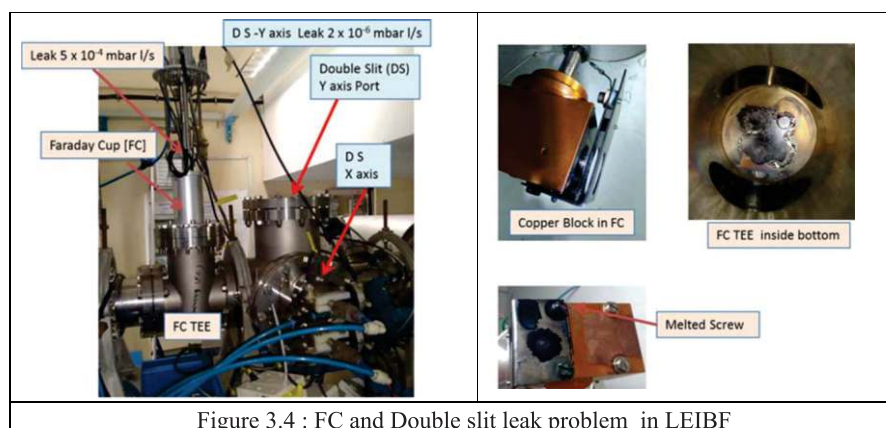 D S -Y axis Leak 2 x 10⁻⁶ mbar l/s
Leak 5 x 10⁻⁴ mbar l/s
Double Slit (DS)
Y axis Port
Faraday Cup [FC]
D S
X axis
FC TEE
Copper Block in FC
FC TEE inside bottom
Melted Screw
Figure 3.4 : FC and Double slit leak problem in LEIBF